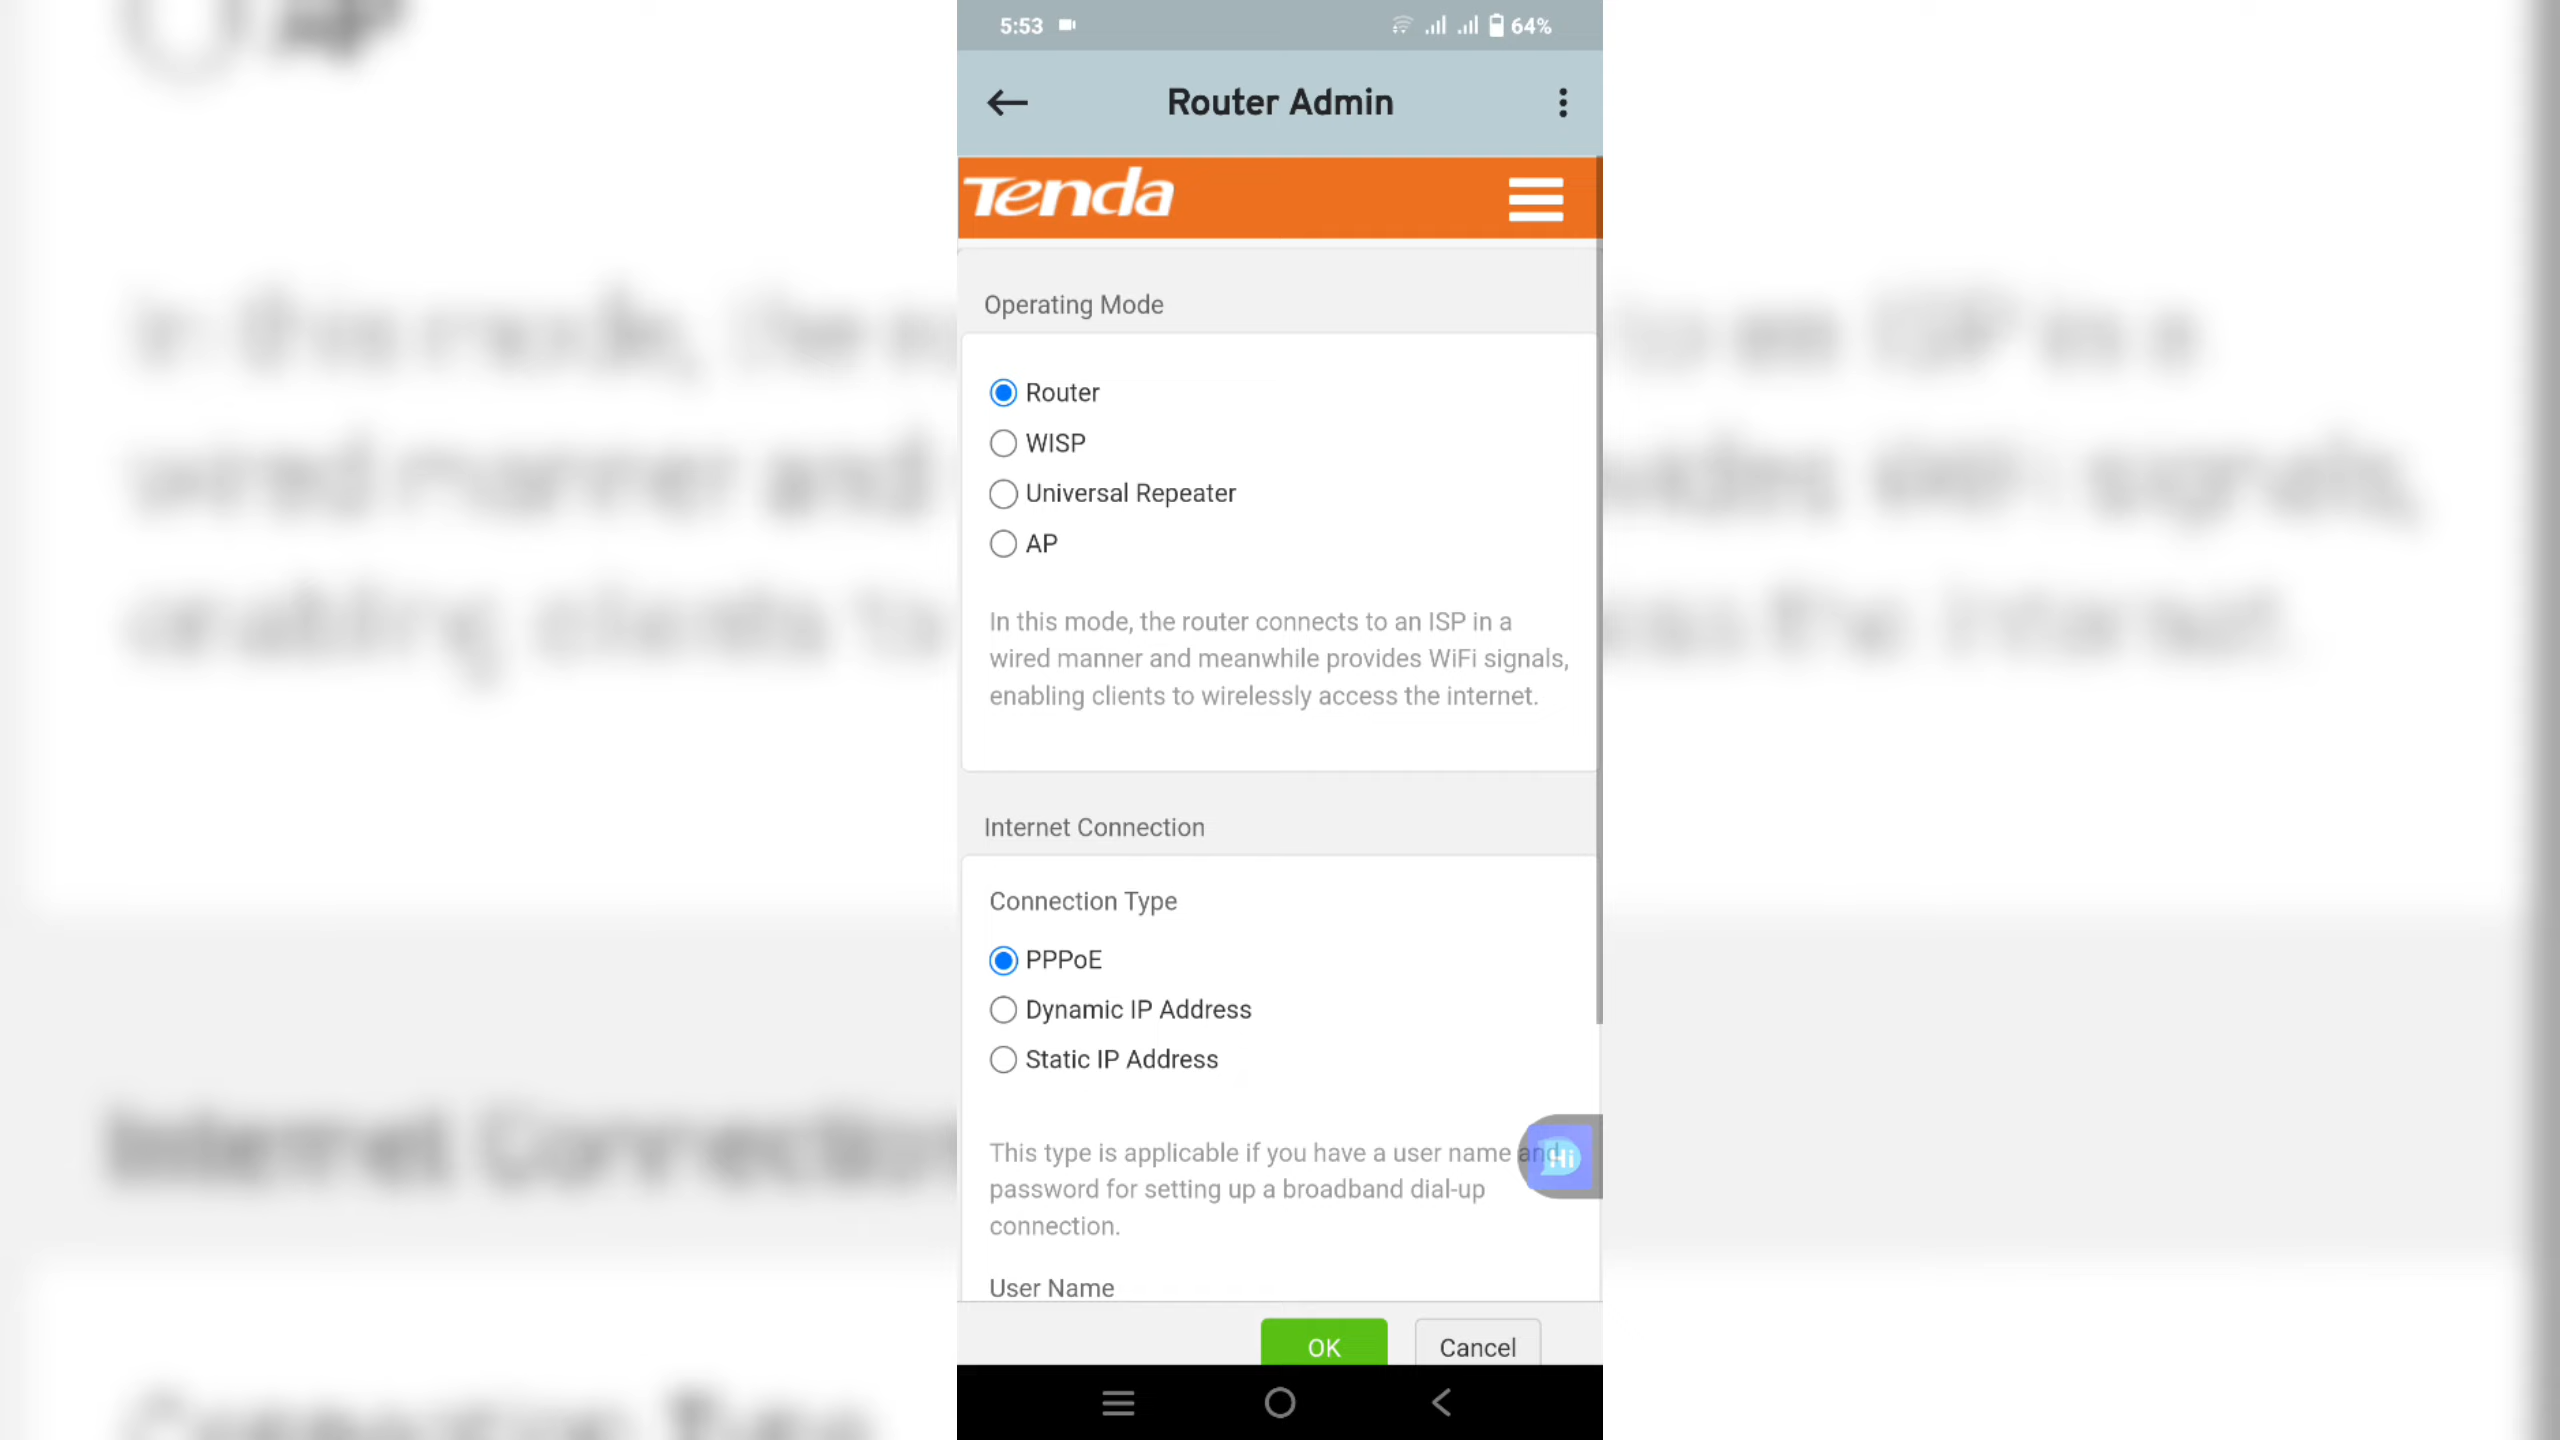 5:53
64%
Router Admin
Tenda
Operating Mode
Router
WISP
Universal Repeater
AP
In this mode, the router connects to an ISP in a
wired manner and meanwhile provides WiFi signals,
enabling clients to wirelessly access the internet.
Internet Connection
Connection Type
PPPoE
Dynamic IP Address
Static IP Address
This type is applicable if you have a user name and
Hi
password for setting up a broadband dial-up
connection.
User Name
OK
Cancel